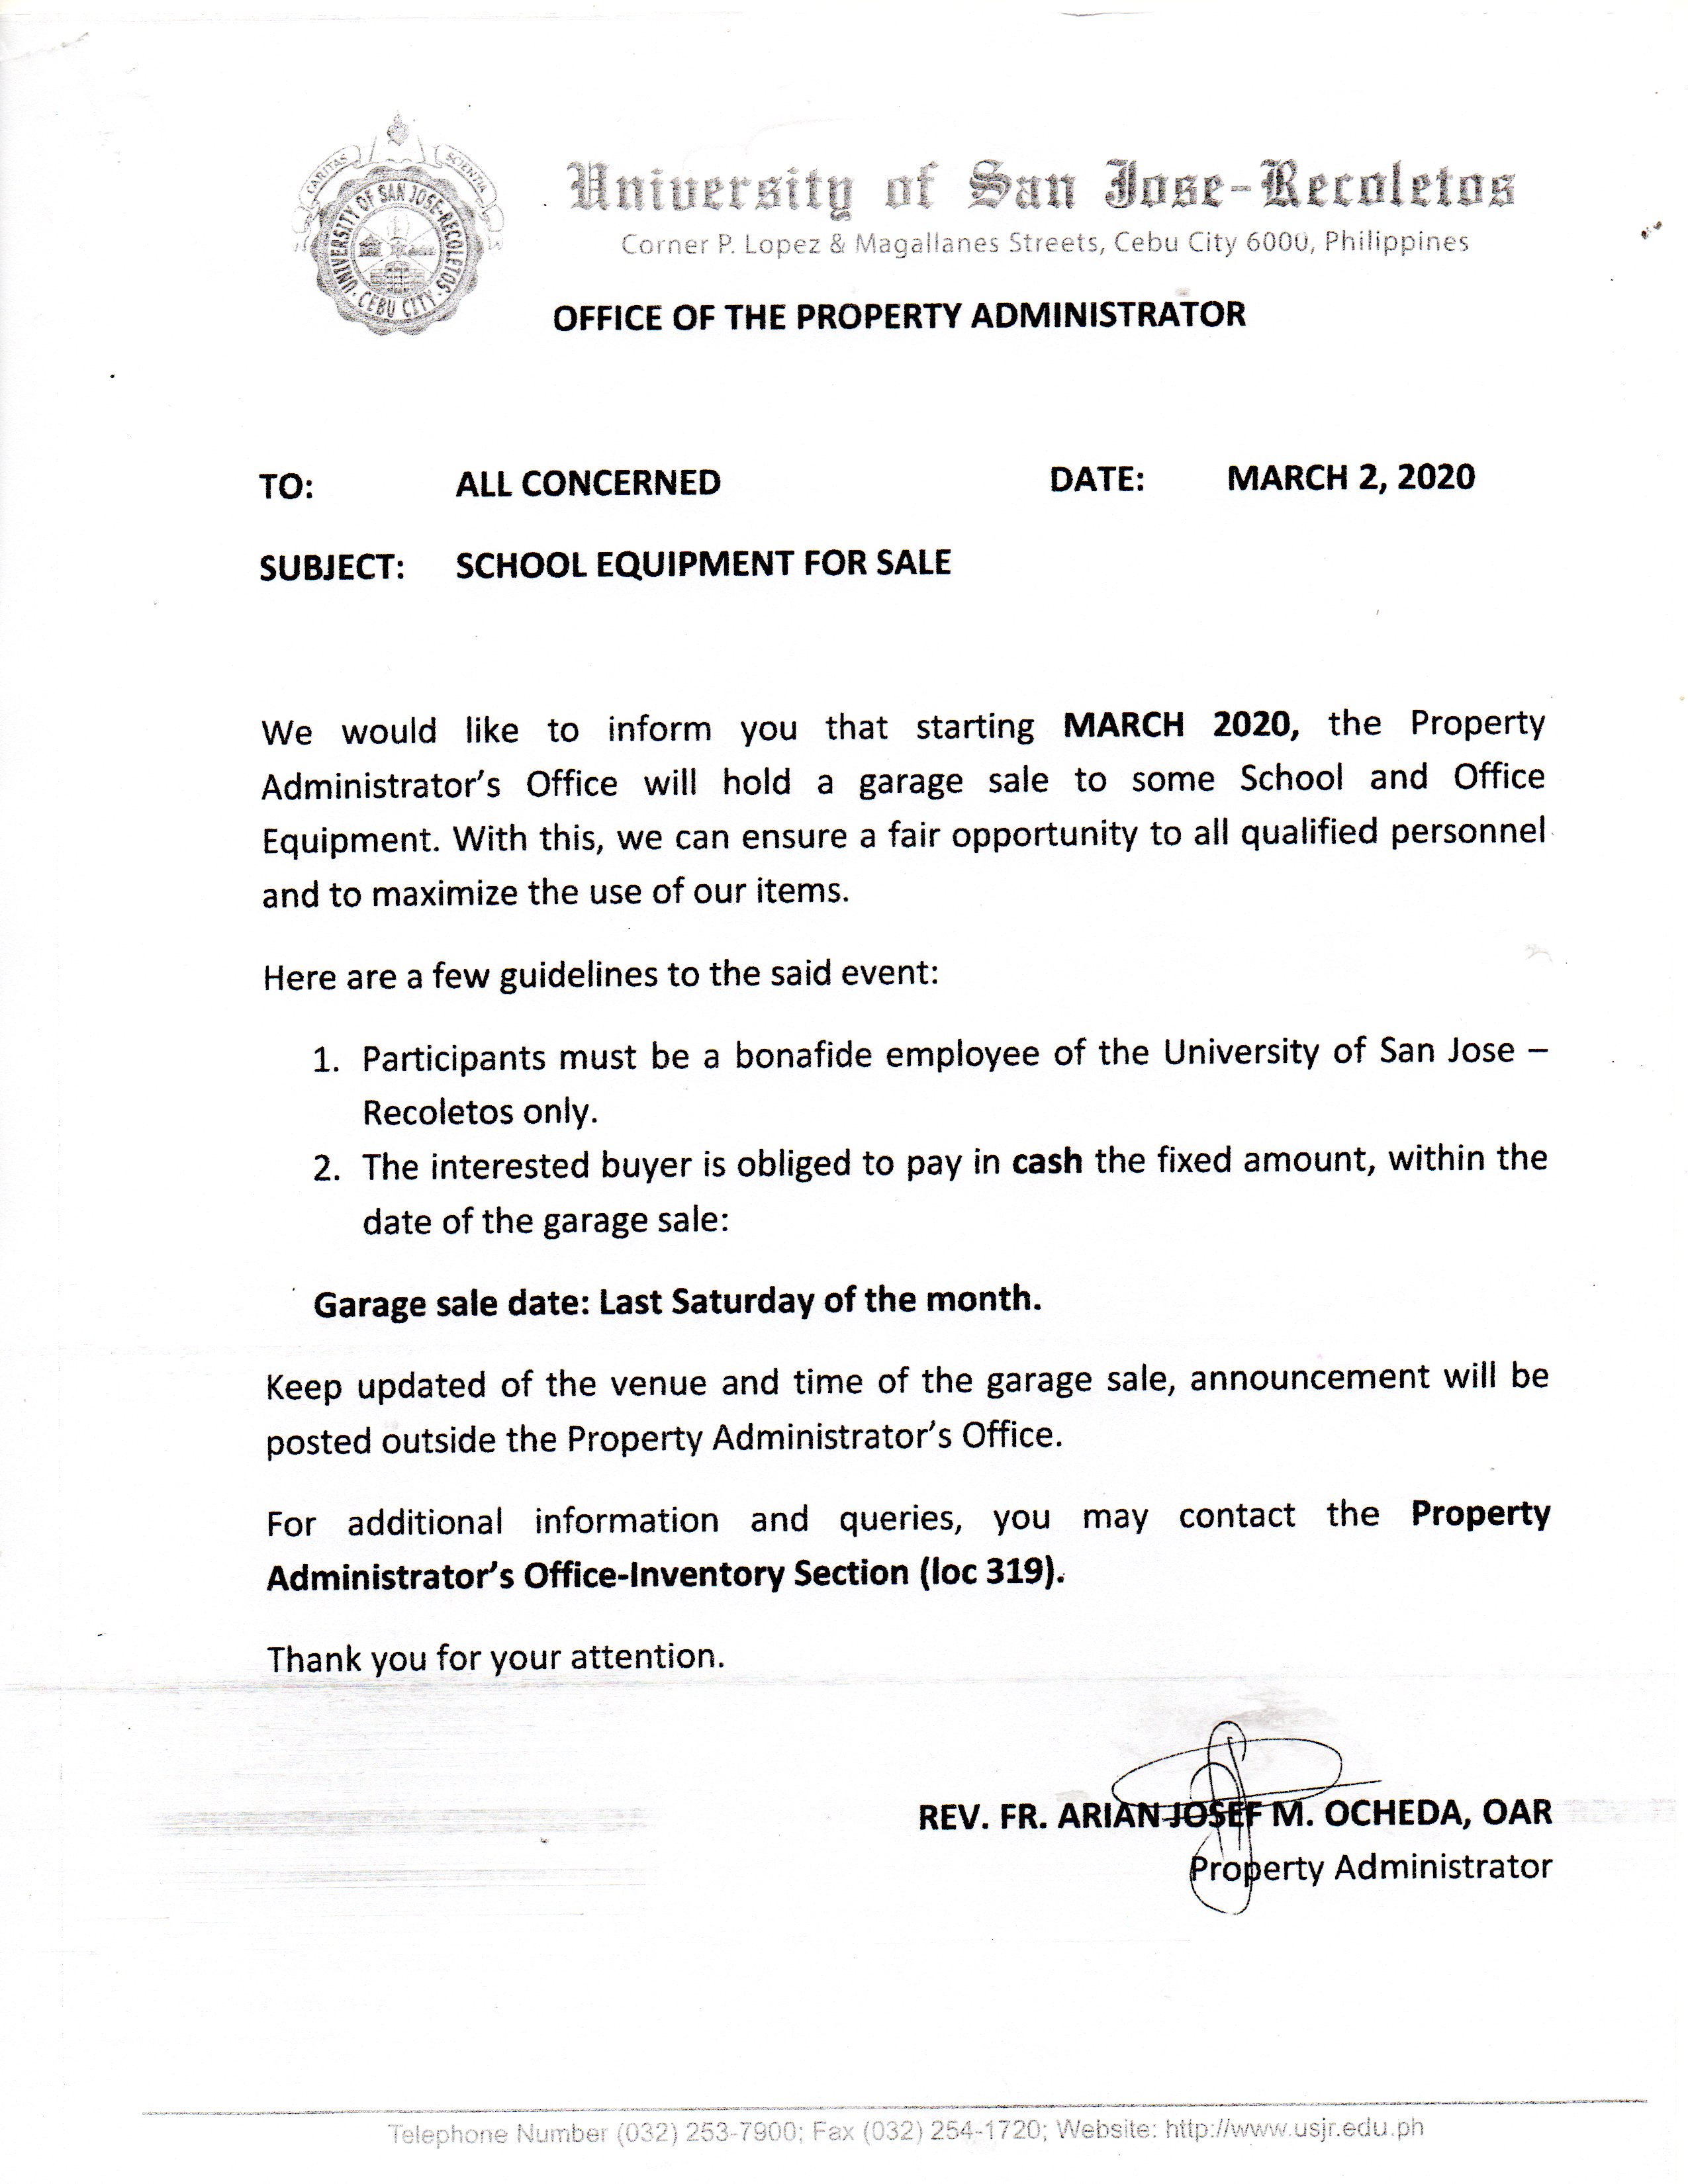 CARITAS
SCIENTIA
UNIVERSITY OF SAN JOSE-RECOLETOS
CEBU CITY
University of San Jose-Recoletos
Corner P. Lopez & Magallanes Streets, Cebu City 6000, Philippines
OFFICE OF THE PROPERTY ADMINISTRATOR
TO: ALL CONCERNED DATE: MARCH 2, 2020
SUBJECT: SCHOOL EQUIPMENT FOR SALE
We would like to inform you that starting MARCH 2020, the Property
Administrator's Office will hold a garage sale to some School and Office
Equipment. With this, we can ensure a fair opportunity to all qualified personnel
and to maximize the use of our items.
Here are a few guidelines to the said event:
1. Participants must be a bonafide employee of the University of San Jose –
Recoletos only.
2. The interested buyer is obliged to pay in cash the fixed amount, within the
date of the garage sale:
Garage sale date: Last Saturday of the month.
Keep updated of the venue and time of the garage sale, announcement will be
posted outside the Property Administrator's Office.
For additional information and queries, you may contact the Property
Administrator's Office-Inventory Section (loc 319).
Thank you for your attention.
REV. FR. ARIAN JOSEF M. OCHEDA, OAR
Property Administrator
Telephone Number (032) 253-7900; Fax (032) 254-1720; Website: http://www.usjr.edu.ph